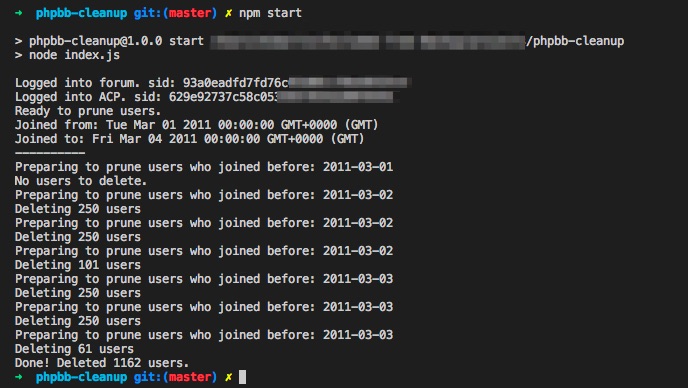 ➜ phpbb-cleanup git:(master) ✗ npm start
> phpbb-cleanup@1.0.0 start /phpbb-cleanup
> node index.js
Logged into forum. sid: 93a0eadfd7fd76c
Logged into ACP. sid: 629e92737c58c053
Ready to prune users.
Joined from: Tue Mar 01 2011 00:00:00 GMT+0000 (GMT)
Joined to: Fri Mar 04 2011 00:00:00 GMT+0000 (GMT)
----------
Preparing to prune users who joined before: 2011-03-01
No users to delete.
Preparing to prune users who joined before: 2011-03-02
Deleting 250 users
Preparing to prune users who joined before: 2011-03-02
Deleting 250 users
Preparing to prune users who joined before: 2011-03-02
Deleting 101 users
Preparing to prune users who joined before: 2011-03-03
Deleting 250 users
Preparing to prune users who joined before: 2011-03-03
Deleting 250 users
Preparing to prune users who joined before: 2011-03-03
Deleting 61 users
Done! Deleted 1162 users.
➜ phpbb-cleanup git:(master) ✗